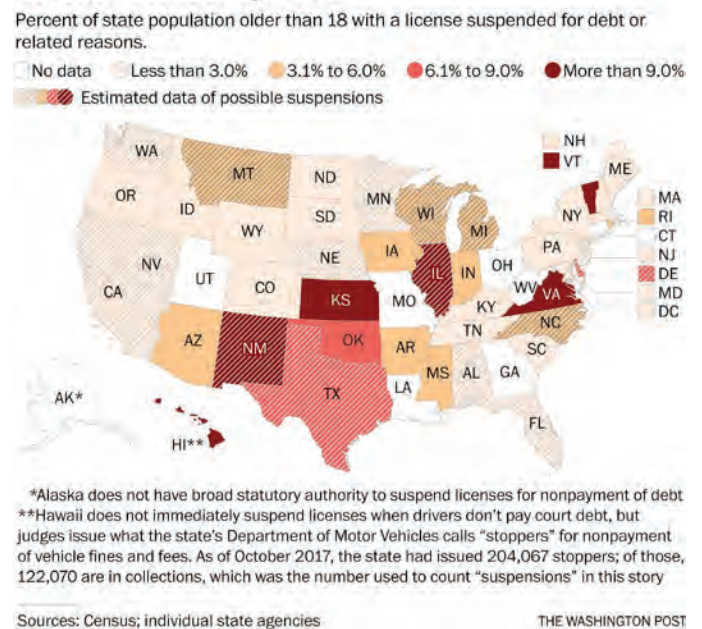 Percent of state population older than 18 with a license suspended for debt or
related reasons.
No data Less than 3.0% 3.1% to 6.0% 6.1% to 9.0% More than 9.0%
Estimated data of possible suspensions
NH
VT
WA
MT
ND
MN
ME
OR
ID
SD
WI
MI
NY
MA
RI
WY
CT
IA
PA
NJ
NE
OH
DE
NV
UT
CO
IL
IN
WV
VA
MD
CA
KS
MO
KY
DC
NC
TN
AZ
NM
OK
AR
SC
MS
AL
GA
TX
LA
AK*
FL
HI**
*Alaska does not have broad statutory authority to suspend licenses for nonpayment of debt
**Hawaii does not immediately suspend licenses when drivers don't pay court debt, but
judges issue what the state's Department of Motor Vehicles calls "stoppers" for nonpayment
of vehicle fines and fees. As of October 2017, the state had issued 204,067 stoppers; of those,
122,070 are in collections, which was the number used to count "suspensions" in this story
Sources: Census; individual state agencies
THE WASHINGTON POST